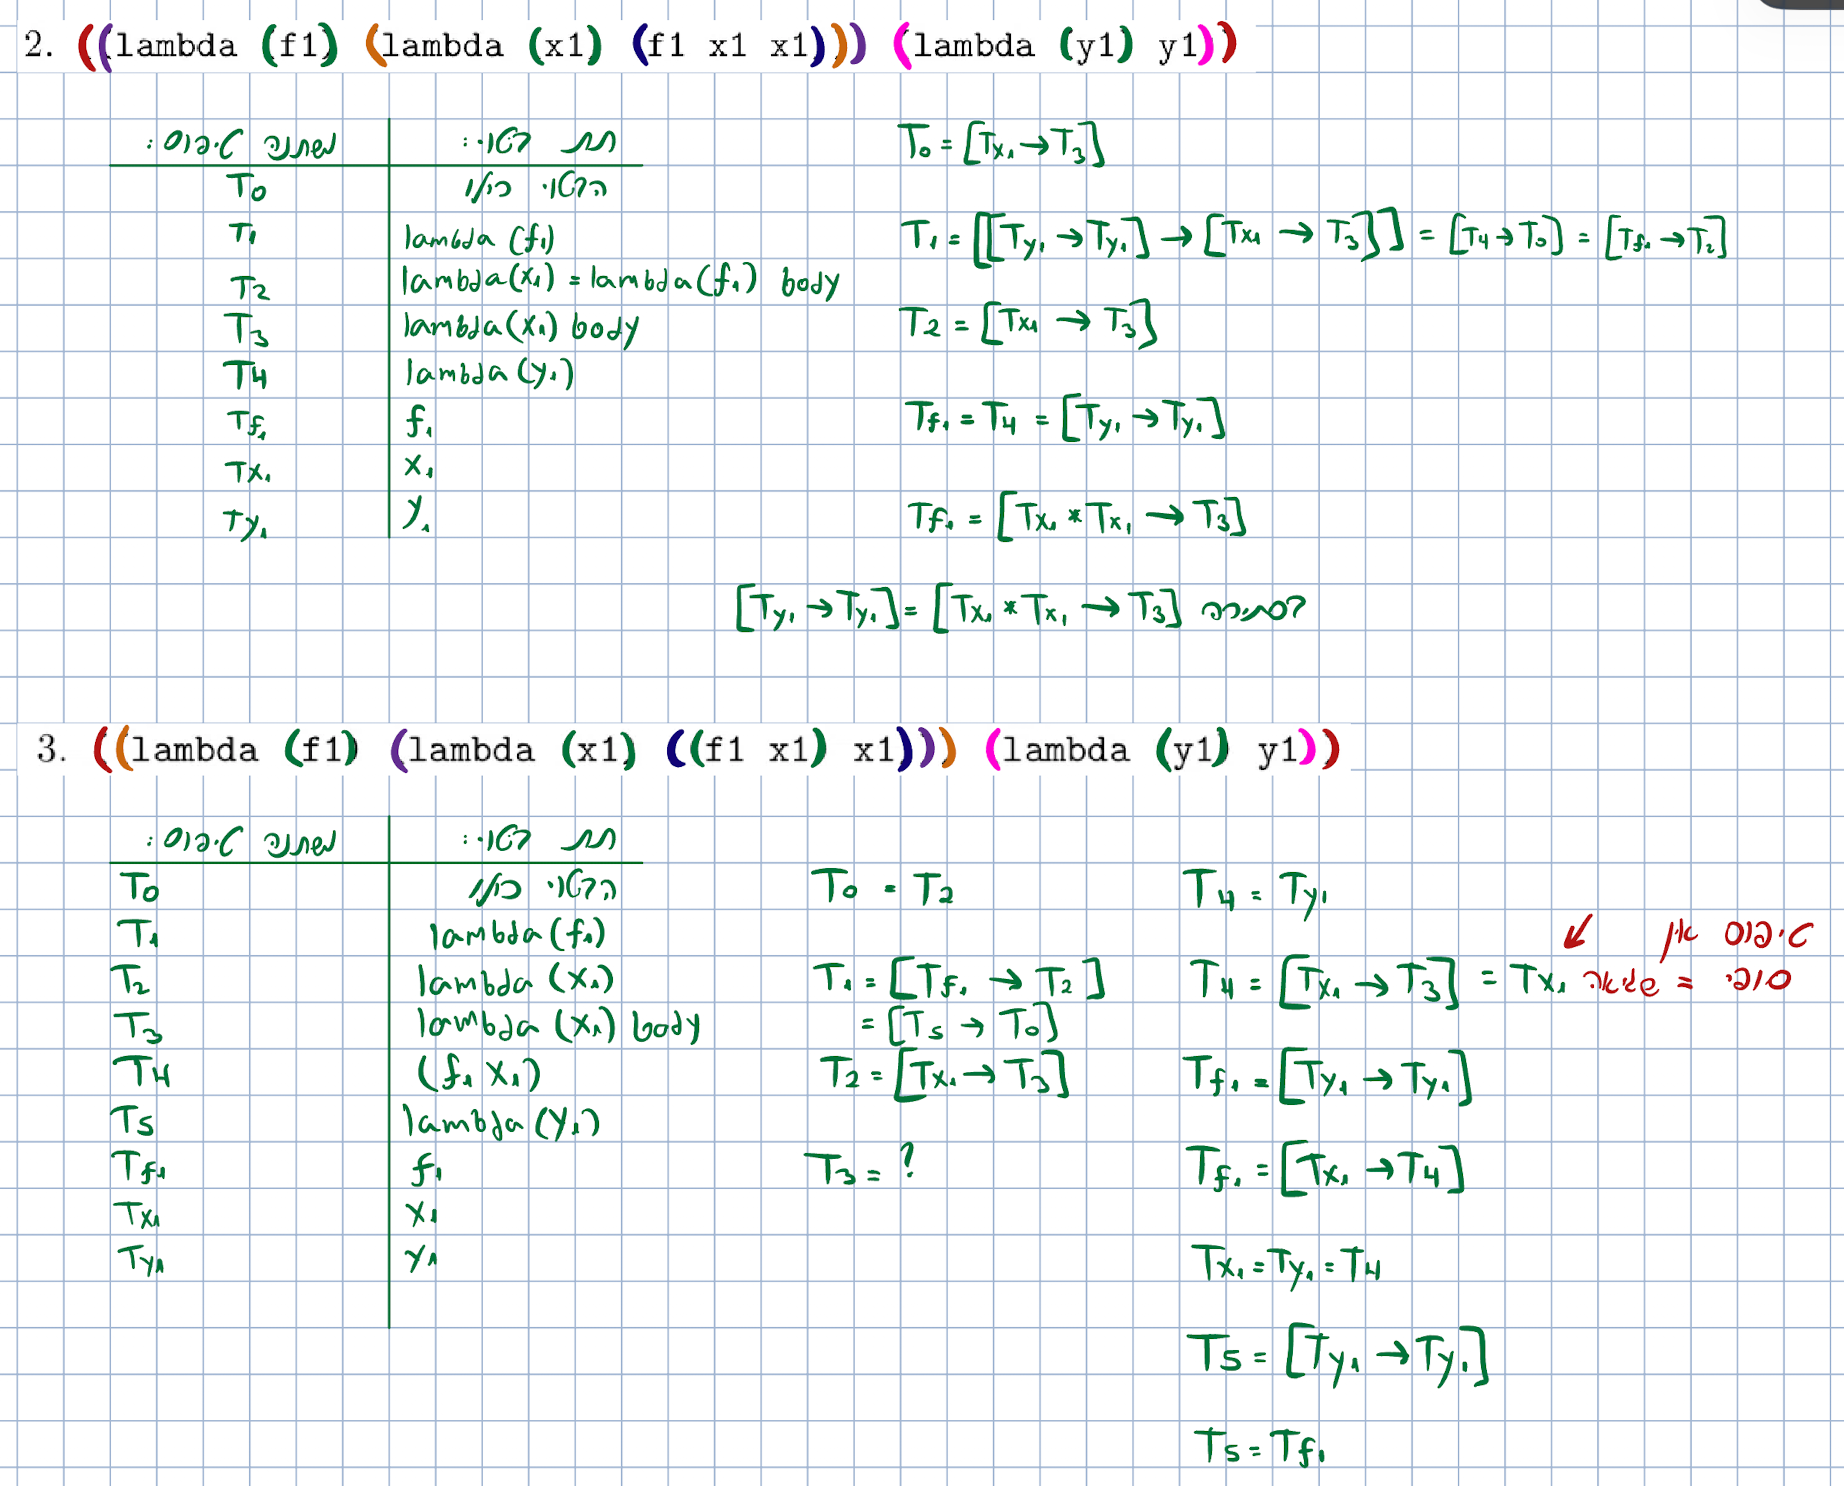 2. ((lambda (f1) (lambda (x1) (f1 x1 x1))) (lambda (y1) y1))
משתנה טיפוס: תת ביטוי:
T0 הביטוי כולו
T1 lambda (f1)
T2 lambda(x1) = lambda(f1) body
T3 lambda(x1) body
T4 lambda (y1)
Tf1 f1
Tx1 x1
Ty1 y1
T0 = [Tx1 → T3]
T1 = [[Ty1 → Ty1] → [Tx1 → T3]] = [T4 → T0] = [Tf1 → T2]
T2 = [Tx1 → T3]
Tf1 = T4 = [Ty1 → Ty1]
Tf1 = [Tx1 * Tx1 → T3]
[Ty1 → Ty1] = [Tx1 * Tx1 → T3]
3. ((lambda (f1) (lambda (x1) ((f1 x1) x1))) (lambda (y1) y1))
משתנה טיפוס: תת ביטוי:
T0 הביטוי כולו
T1 lambda (f1)
T2 lambda (x1)
T3 lambda (x1) body
T4 (f1 x1)
T5 lambda (y1)
Tf1 f1
Tx1 x1
Ty1 y1
T0 = T2
T1 = [Tf1 → T2]
= [T5 → T0]
T2 = [Tx1 → T3]
T3 = ?
T4 = Ty1
T4 = [Tx1 → T3] = Tx1
טיפוס אין
סופי = שגיאה
Tf1 = [Ty1 → Ty1]
Tf1 = [Tx1 → T4]
Tx1 = Ty1 = T4
T5 = [Ty1 → Ty1]
T5 = Tf1